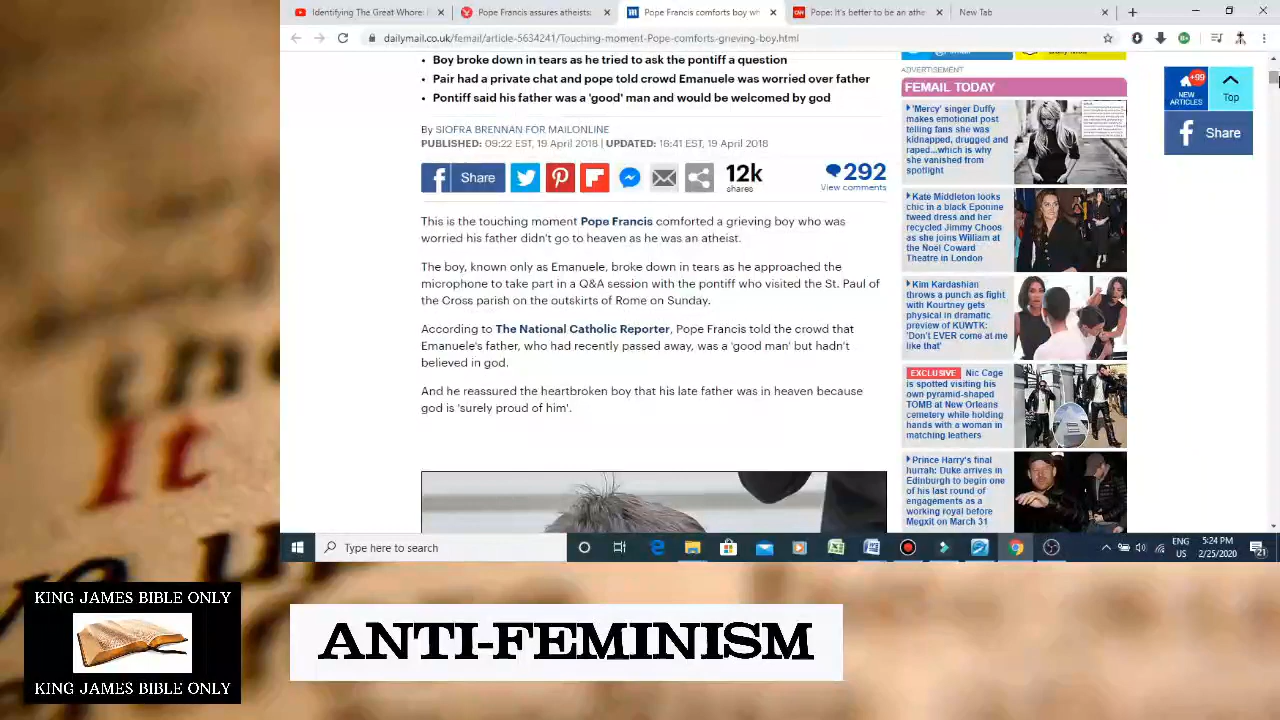 Identifying The Great Whore:
Pope Francis assures atheists:
Pope Francis comforts boy wh
Pope: It's better to be an athe
New Tab
dailymail.co.uk/femail/article-5634241/Touching-moment-Pope-comforts-grieving-boy.html
Boy broke down in tears as he tried to ask the pontiff a question
Pair had a private chat and pope told crowd Emanuele was worried over father
Pontiff said his father was a 'good' man and would be welcomed by god
By SIOFRA BRENNAN FOR MAILONLINE
PUBLISHED: 09:22 EST, 19 April 2018 | UPDATED: 16:41 EST, 19 April 2018
Share
12k
shares
292
View comments
This is the touching moment Pope Francis comforted a grieving boy who was
worried his father didn't go to heaven as he was an atheist.
The boy, known only as Emanuele, broke down in tears as he approached the
microphone to take part in a Q&A session with the pontiff who visited the St. Paul of
the Cross parish on the outskirts of Rome on Sunday.
According to The National Catholic Reporter, Pope Francis told the crowd that
Emanuele's father, who had recently passed away, was a 'good man' but hadn't
believed in god.
And he reassured the heartbroken boy that his late father was in heaven because
god is 'surely proud of him'.
ADVERTISEMENT
FEMAIL TODAY
'Mercy' singer Duffy
makes emotional post
telling fans she was
kidnapped, drugged and
raped...which is why
she vanished from
spotlight
Kate Middleton looks
chic in a black Eponine
tweed dress and her
recycled Jimmy Choos
as she joins William at
the Noel Coward
Theatre in London
Kim Kardashian
throws a punch as fight
with Kourtney gets
physical in dramatic
preview of KUWTK:
'Don't EVER come at me
like that'
EXCLUSIVE Nic Cage
is spotted visiting his
own pyramid-shaped
TOMB at New Orleans
cemetery while holding
hands with a woman in
matching leathers
Prince Harry's final
hurrah: Duke arrives in
Edinburgh to begin one
of his last round of
engagements as a
working royal before
Megxit on March 31
+99
NEW
ARTICLES
Top
Share
Type here to search
ENG
US
5:24 PM
2/25/2020
21
It
KING JAMES BIBLE ONLY
KING JAMES BIBLE ONLY
ANTI-FEMINISM